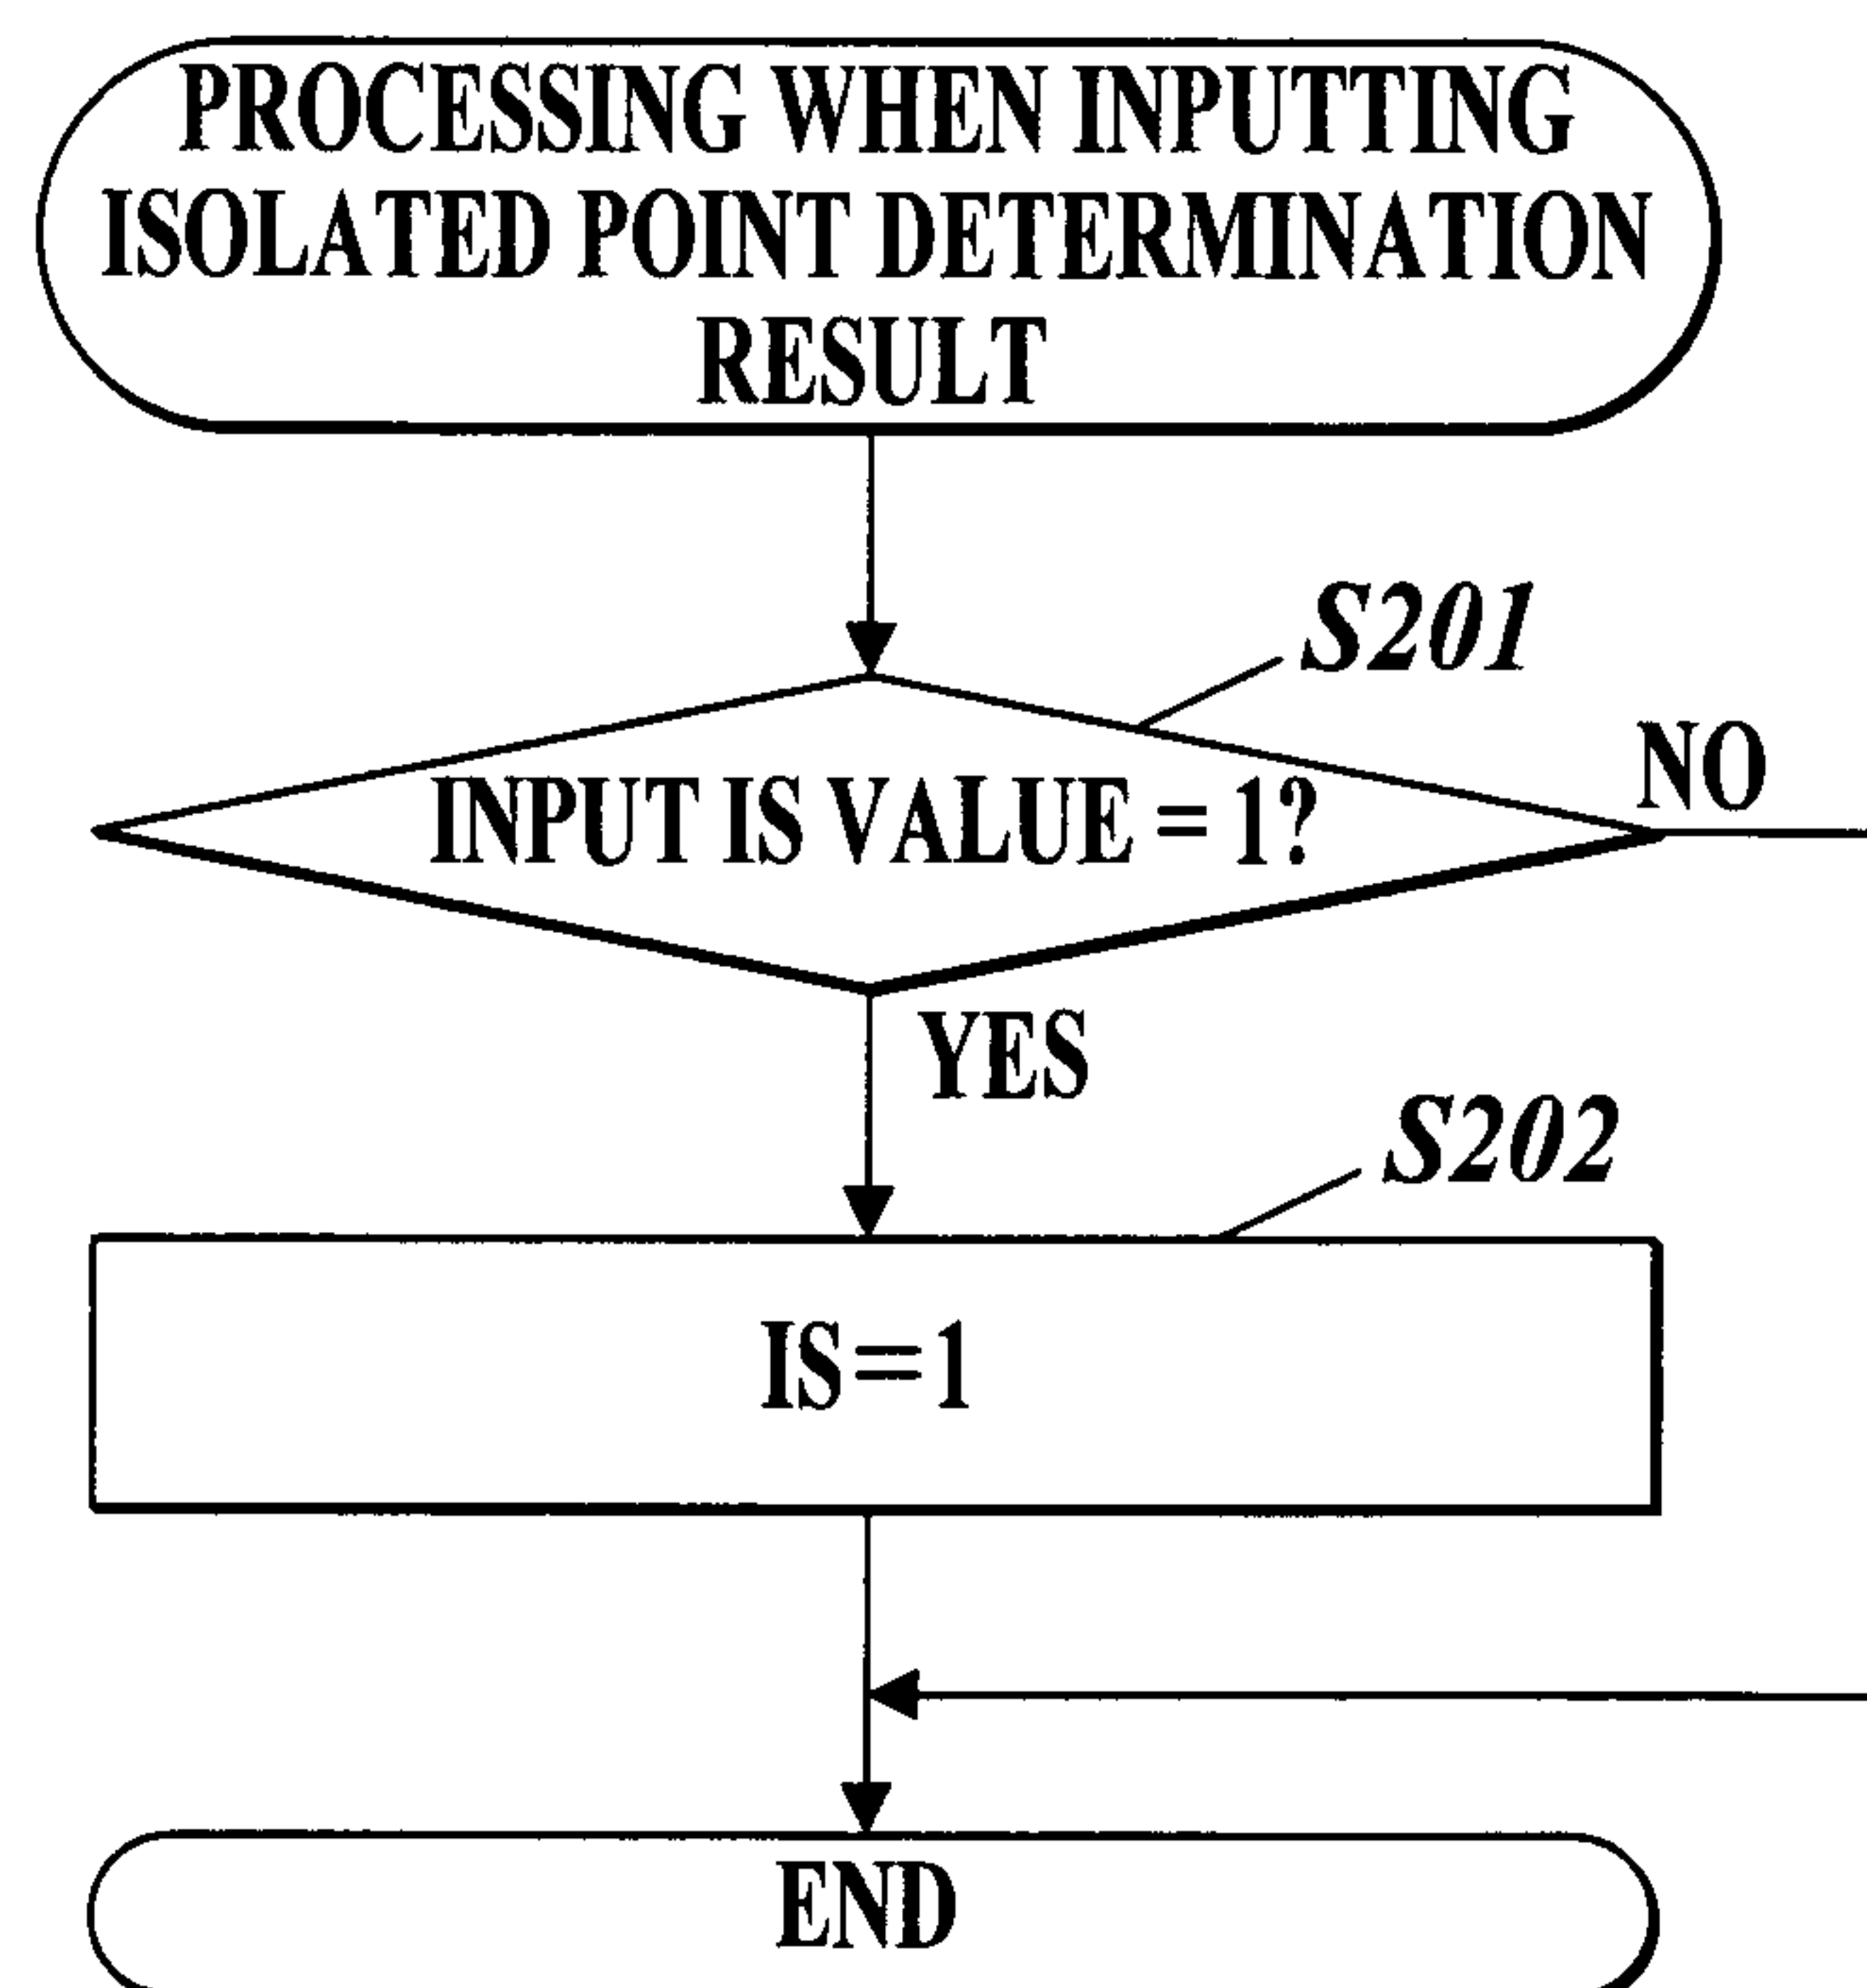 PROCESSING WHEN INPUTTING
ISOLATED POINT DETERMINATION
RESULT
S201
NO
INPUT IS VALUE = 1?
YES
S202
IS=1
END